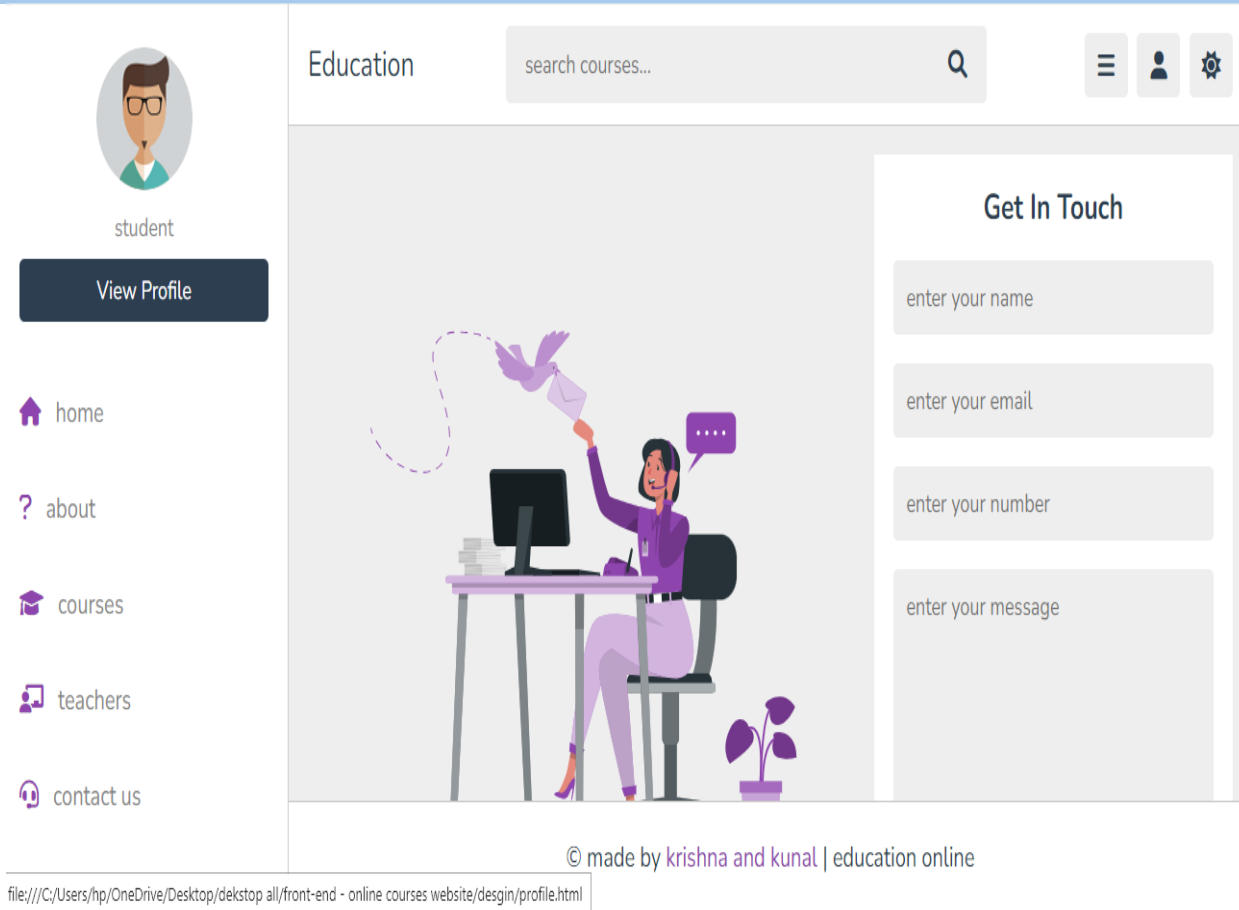 Education
search courses...
student
View Profile
home
about
courses
teachers
contact us
Get In Touch
enter your name
enter your email
enter your number
enter your message
© made by krishna and kunal | education online
file:///C:/Users/hp/OneDrive/Desktop/dekstop all/front-end - online courses website/desgin/profile.html